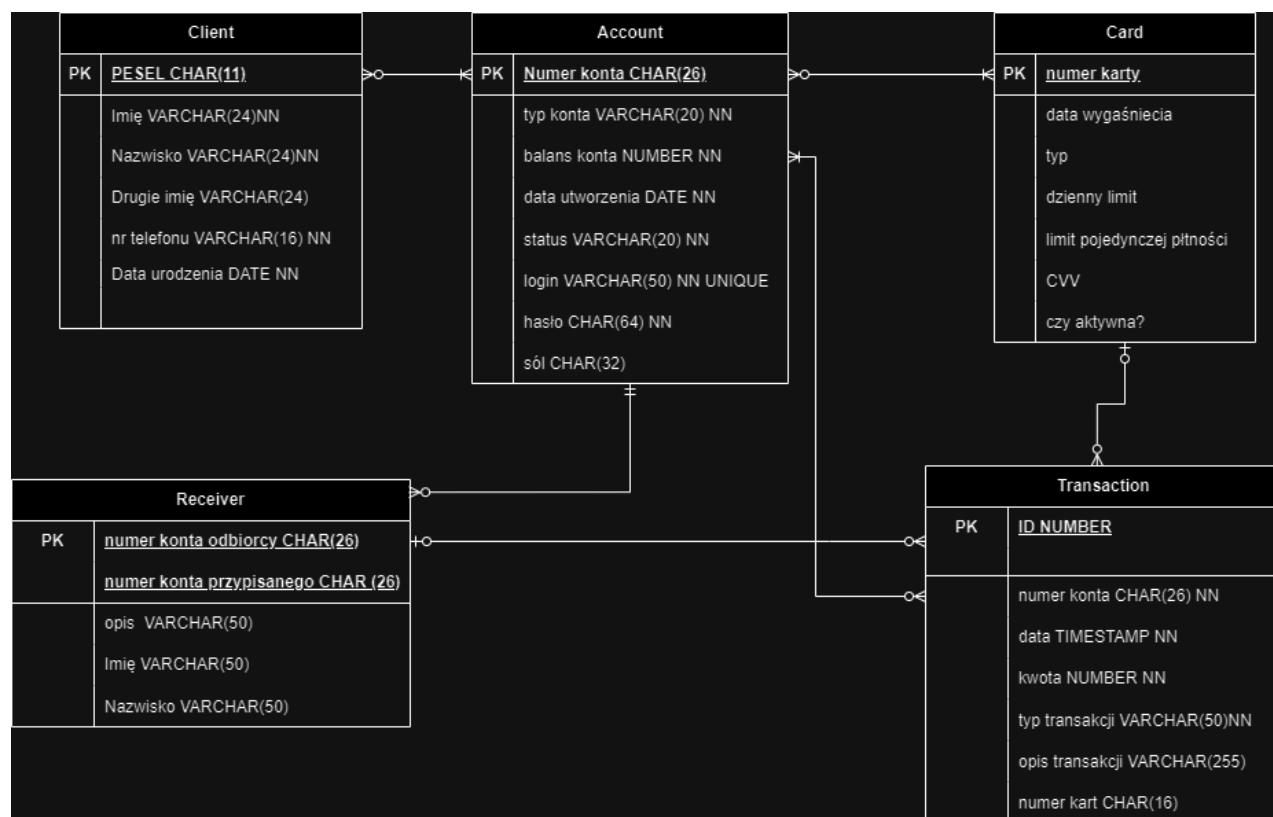 Client
PK PESEL CHAR(11)
Imię VARCHAR(24)NN
Nazwisko VARCHAR(24)NN
Drugie imię VARCHAR(24)
nr telefonu VARCHAR(16) NN
Data urodzenia DATE NN
Account
PK Numer konta CHAR(26)
typ konta VARCHAR(20) NN
balans konta NUMBER NN
data utworzenia DATE NN
status VARCHAR(20) NN
login VARCHAR(50) NN UNIQUE
hasło CHAR(64) NN
sól CHAR(32)
Card
PK numer karty
data wygaśniecia
typ
dzienny limit
limit pojedynczej płtności
CVV
czy aktywna?
Receiver
PK numer konta odbiorcy CHAR(26)
numer konta przypisanego CHAR (26)
opis VARCHAR(50)
Imię VARCHAR(50)
Nazwisko VARCHAR(50)
Transaction
PK ID NUMBER
numer konta CHAR(26) NN
data TIMESTAMP NN
kwota NUMBER NN
typ transakcji VARCHAR(50)NN
opis transakcji VARCHAR(255)
numer kart CHAR(16)